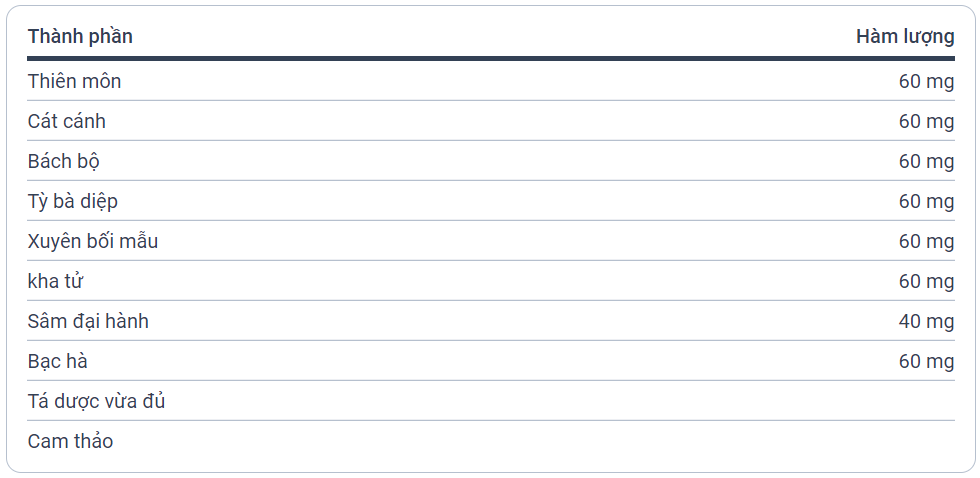 Thành phần Hàm lượng
Thiên môn 60 mg
Cát cánh 60 mg
Bách bộ 60 mg
Tỳ bà diệp 60 mg
Xuyên bối mẫu 60 mg
kha tử 60 mg
Sâm đại hành 40 mg
Bạc hà 60 mg
Tá dược vừa đủ
Cam thảo